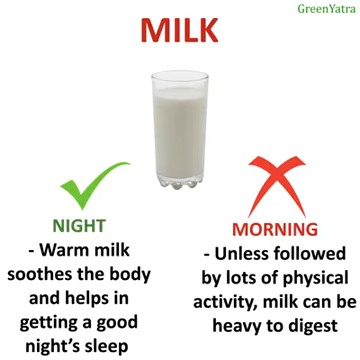 GreenYatra
MILK
NIGHT
- Warm milk
soothes the body
and helps in
getting a good
night's sleep
MORNING
- Unless followed
by lots of physical
activity, milk can be
heavy to digest